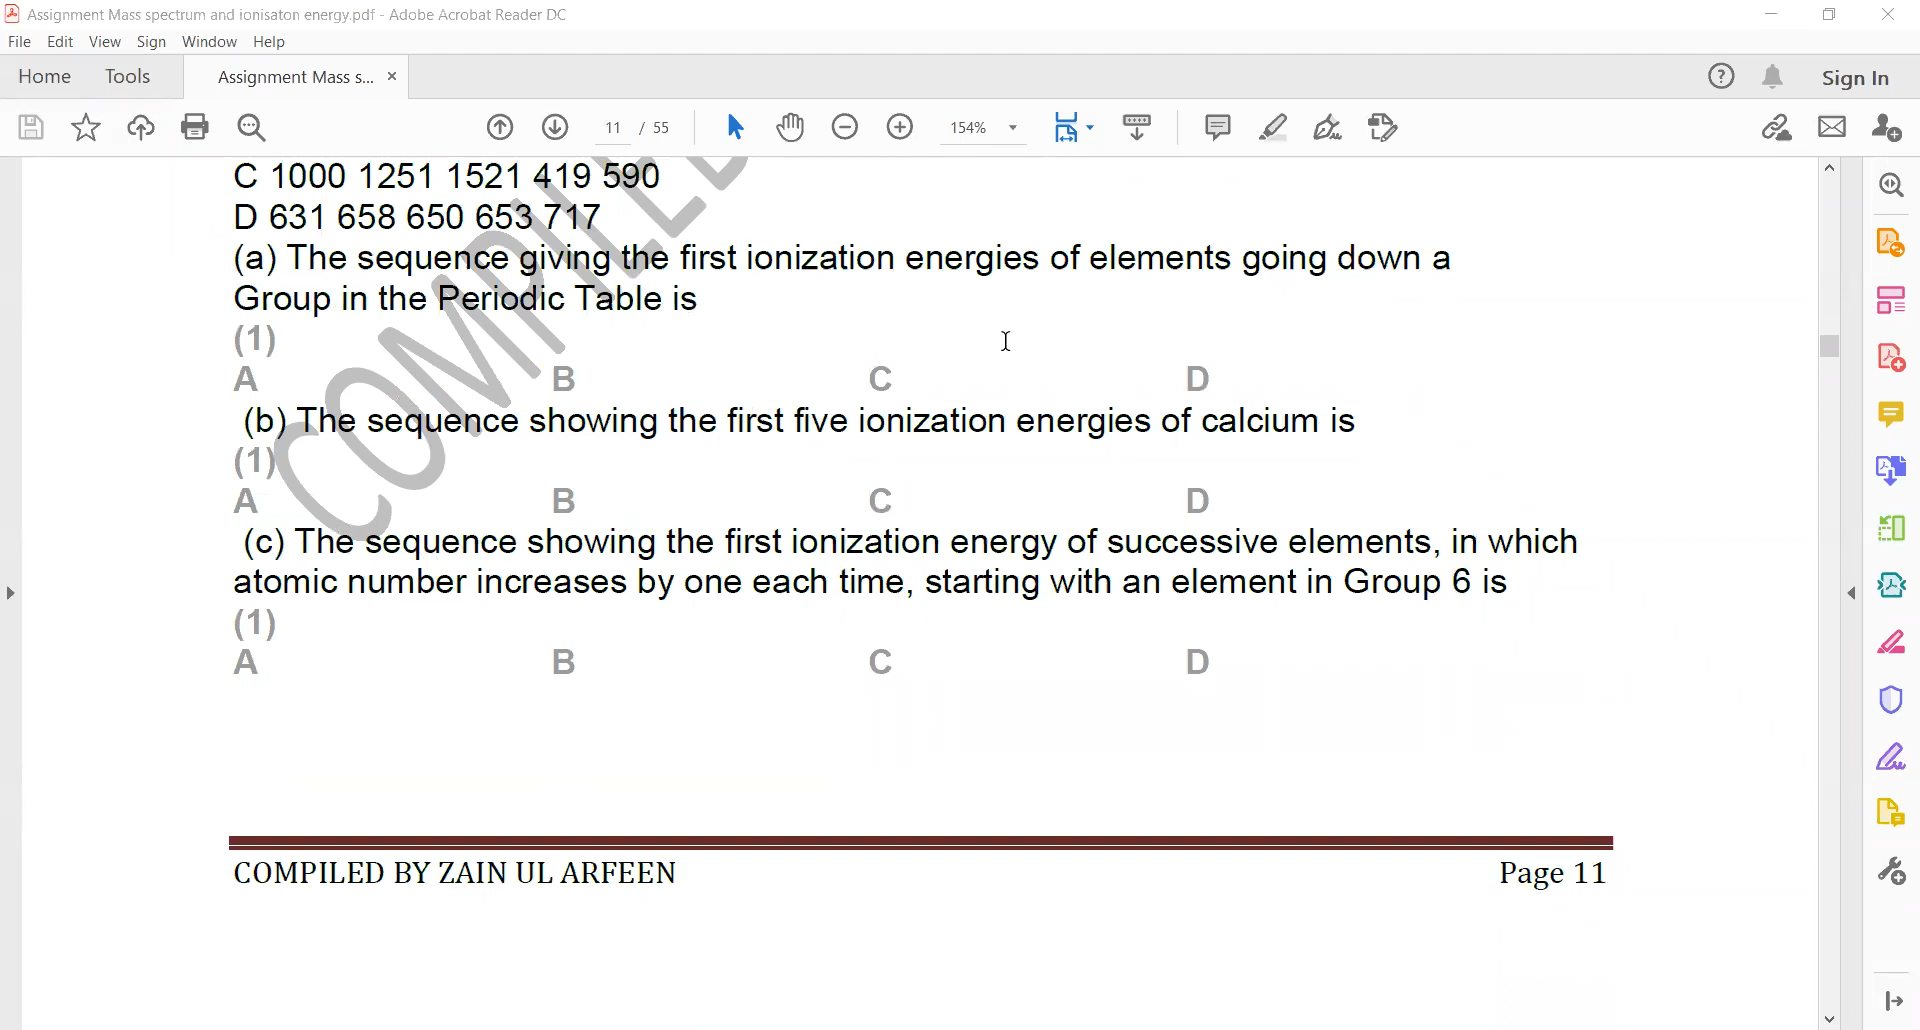 Assignment Mass spectrum and ionisaton energy.pdf - Adobe Acrobat Reader DC
File Edit View Sign Window Help
Home Tools Assignment Mass s... × Sign In
11 / 55 154%
C 1000 1251 1521 419 590
D 631 658 650 653 717
(a) The sequence giving the first ionization energies of elements going down a
Group in the Periodic Table is
(1)
A B C D
(b) The sequence showing the first five ionization energies of calcium is
(1)
A B C D
(c) The sequence showing the first ionization energy of successive elements, in which
atomic number increases by one each time, starting with an element in Group 6 is
(1)
A B C D
COMPILED
COMPILED BY ZAIN UL ARFEEN Page 11